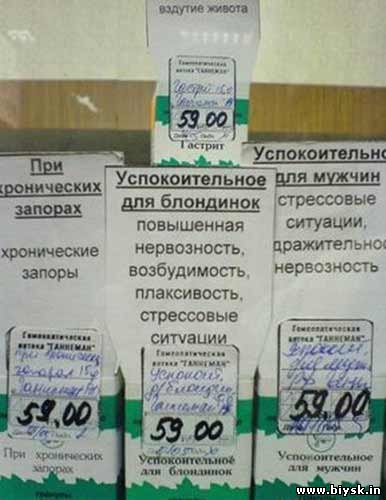 вздутие живота
Гомеопатическая
аптека "ГАННЕМАН"
59,00
Гастрит
При
хронических
запорах
хронические
запоры
Гомеопатическая
аптека "ГАННЕМАН"
59,00
При хронических
запорах
гранулы
Успокоительное
для блондинок
повышенная
нервозность,
возбудимость,
плаксивость,
стрессовые
ситуации
Гомеопатическая
аптека "ГАННЕМАН"
59,00
Успокоительное
для блондинок
Успокоительно
для мужчин
стрессовые
ситуации,
дражительно
нервозность
Гомеопатическая
аптека "ГАННЕМАН"
59,00
Успокоительное
для мужчин
www.biysk.in